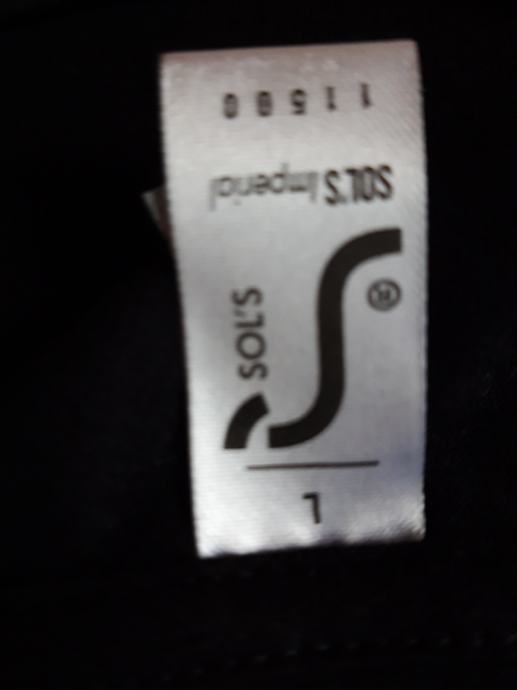 L
SOL'S
®
SOL'S Imperial
11500